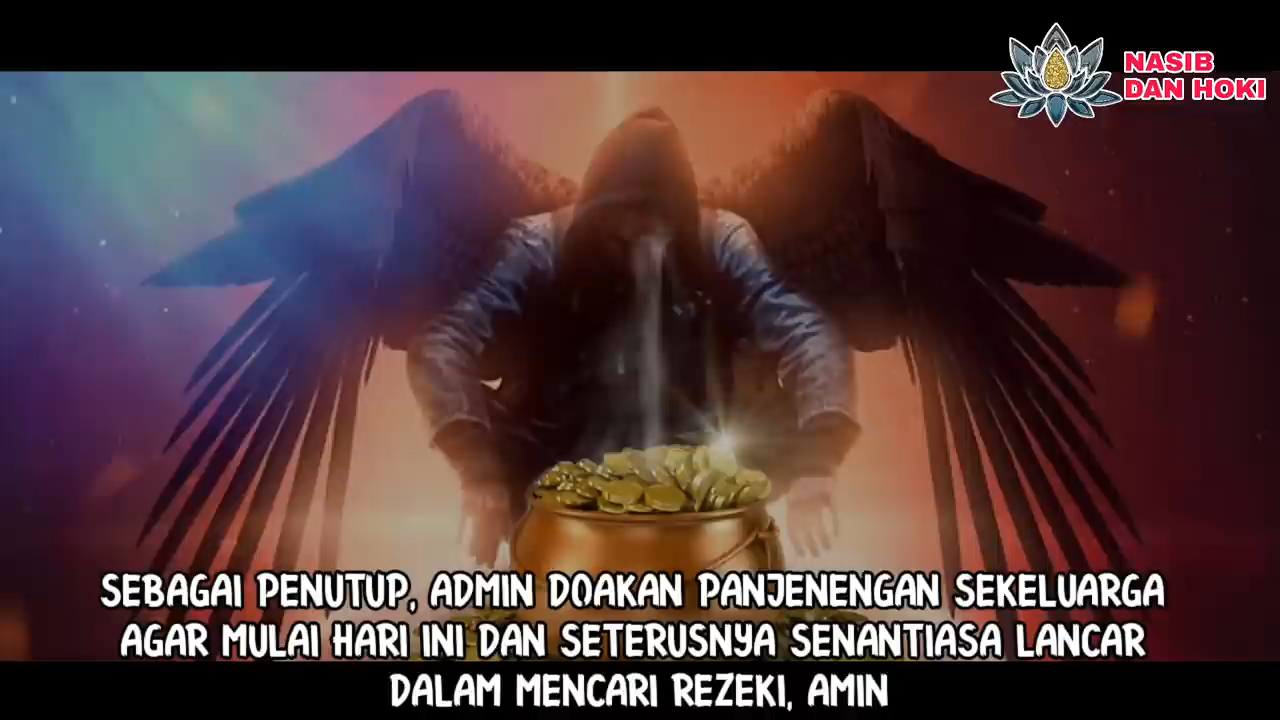 NASIB
DAN HOKI
SEBAGAI PENUTUP, ADMIN DOAKAN PANJENENGAN SEKELUARGA
AGAR MULAI HARI INI DAN SETERUSNYA SENANTIASA LANCAR
DALAM MENCARI REZEKI, AMIN